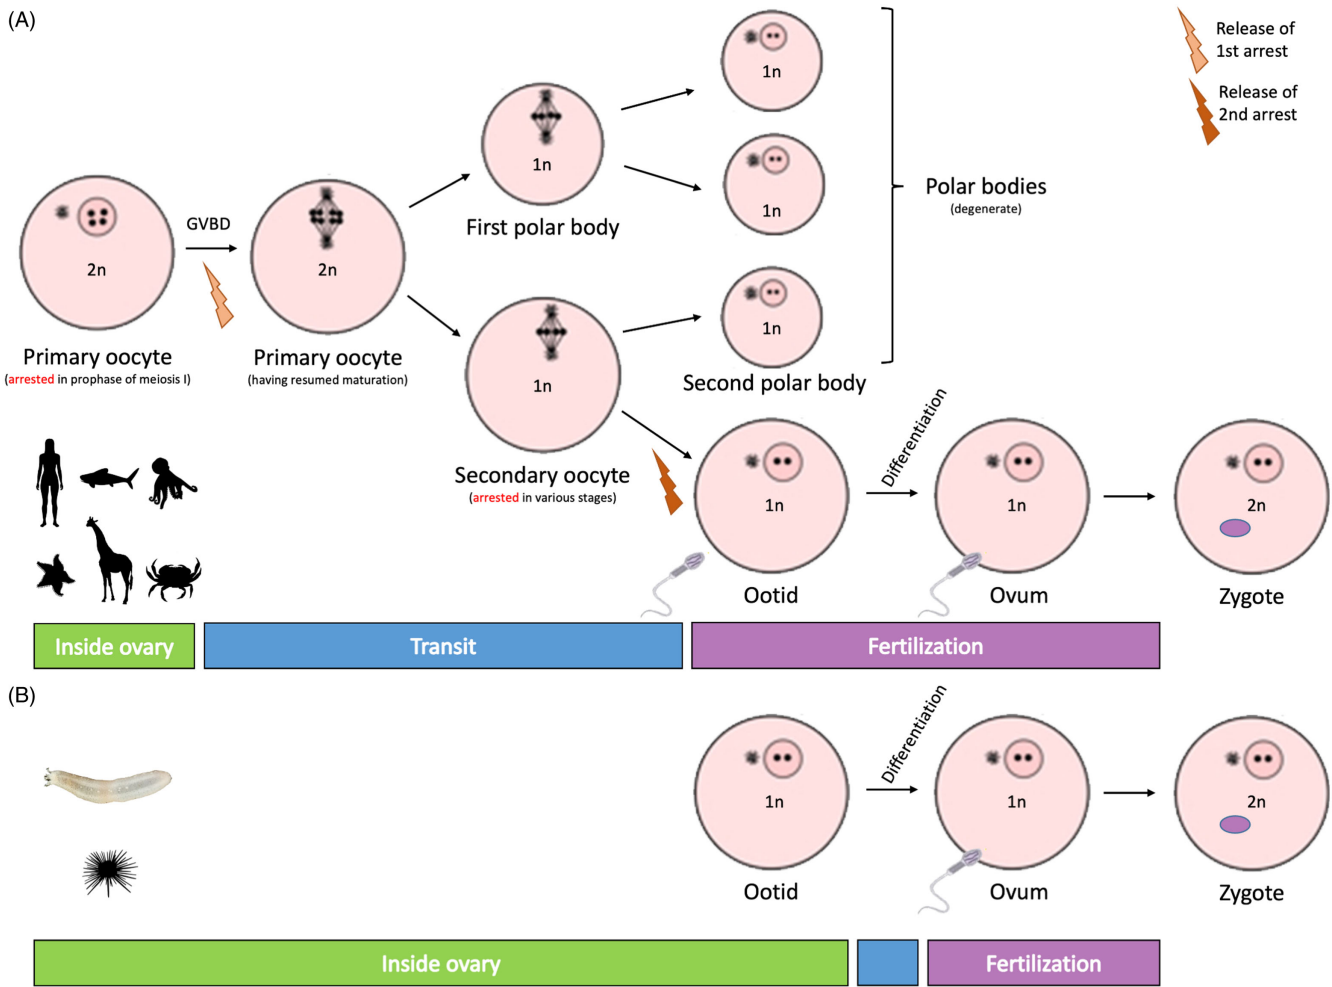 (A)
Release of
1st arrest
Release of
2nd arrest
1n
1n
1n
Polar bodies
(degenerate)
First polar body
GVBD
2n
2n
1n
1n
Primary oocyte
(arrested in prophase of meiosis I)
Primary oocyte
(having resumed maturation)
1n
Second polar body
Secondary oocyte
(arrested in various stages)
Differentiation
1n
1n
2n
Ootid
Ovum
Zygote
Inside ovary
Transit
Fertilization
(B)
Differentiation
1n
1n
2n
Ootid
Ovum
Zygote
Inside ovary
Fertilization